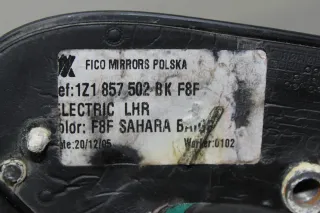 FICO MIRRORS POLSKA
ef:1Z1 857 502 BK F8F
ELECTRIC LHR
olor: F8F SAHARA
ate:20/12/05 Worker:0102